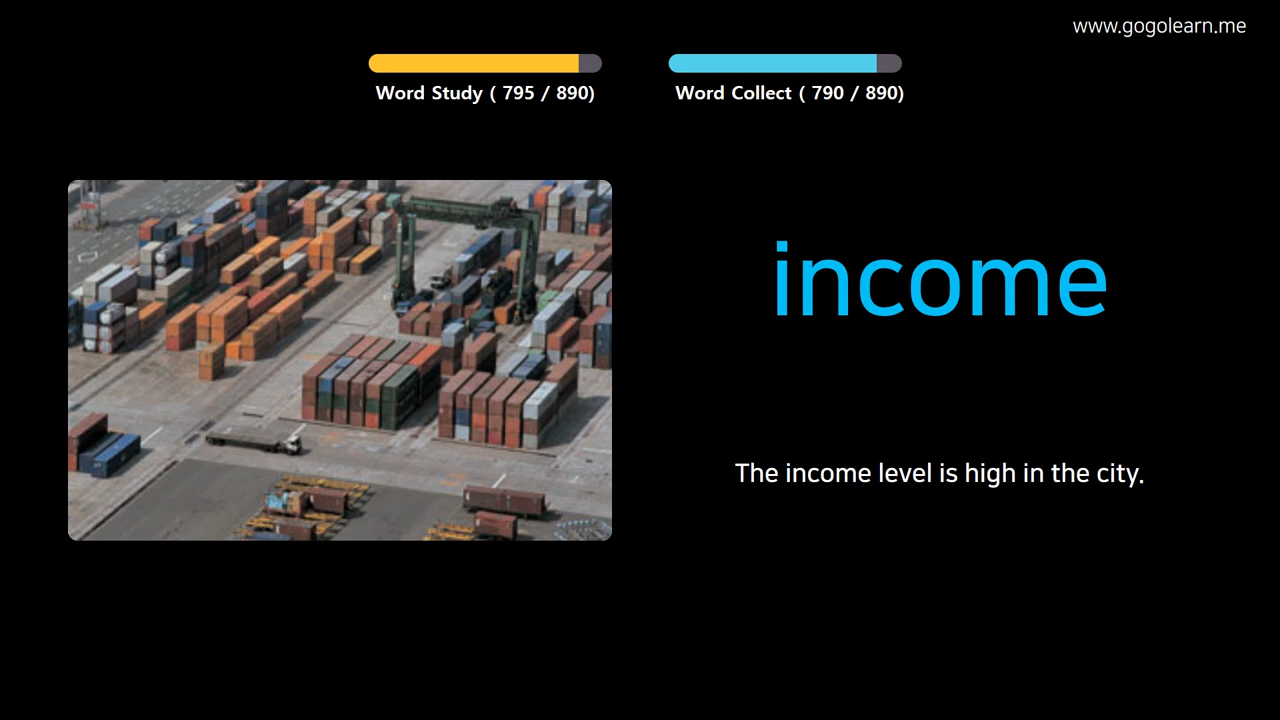 www.gogolearn.me
Word Study ( 795 / 890)
Word Collect ( 790 / 890)
income
The income level is high in the city.